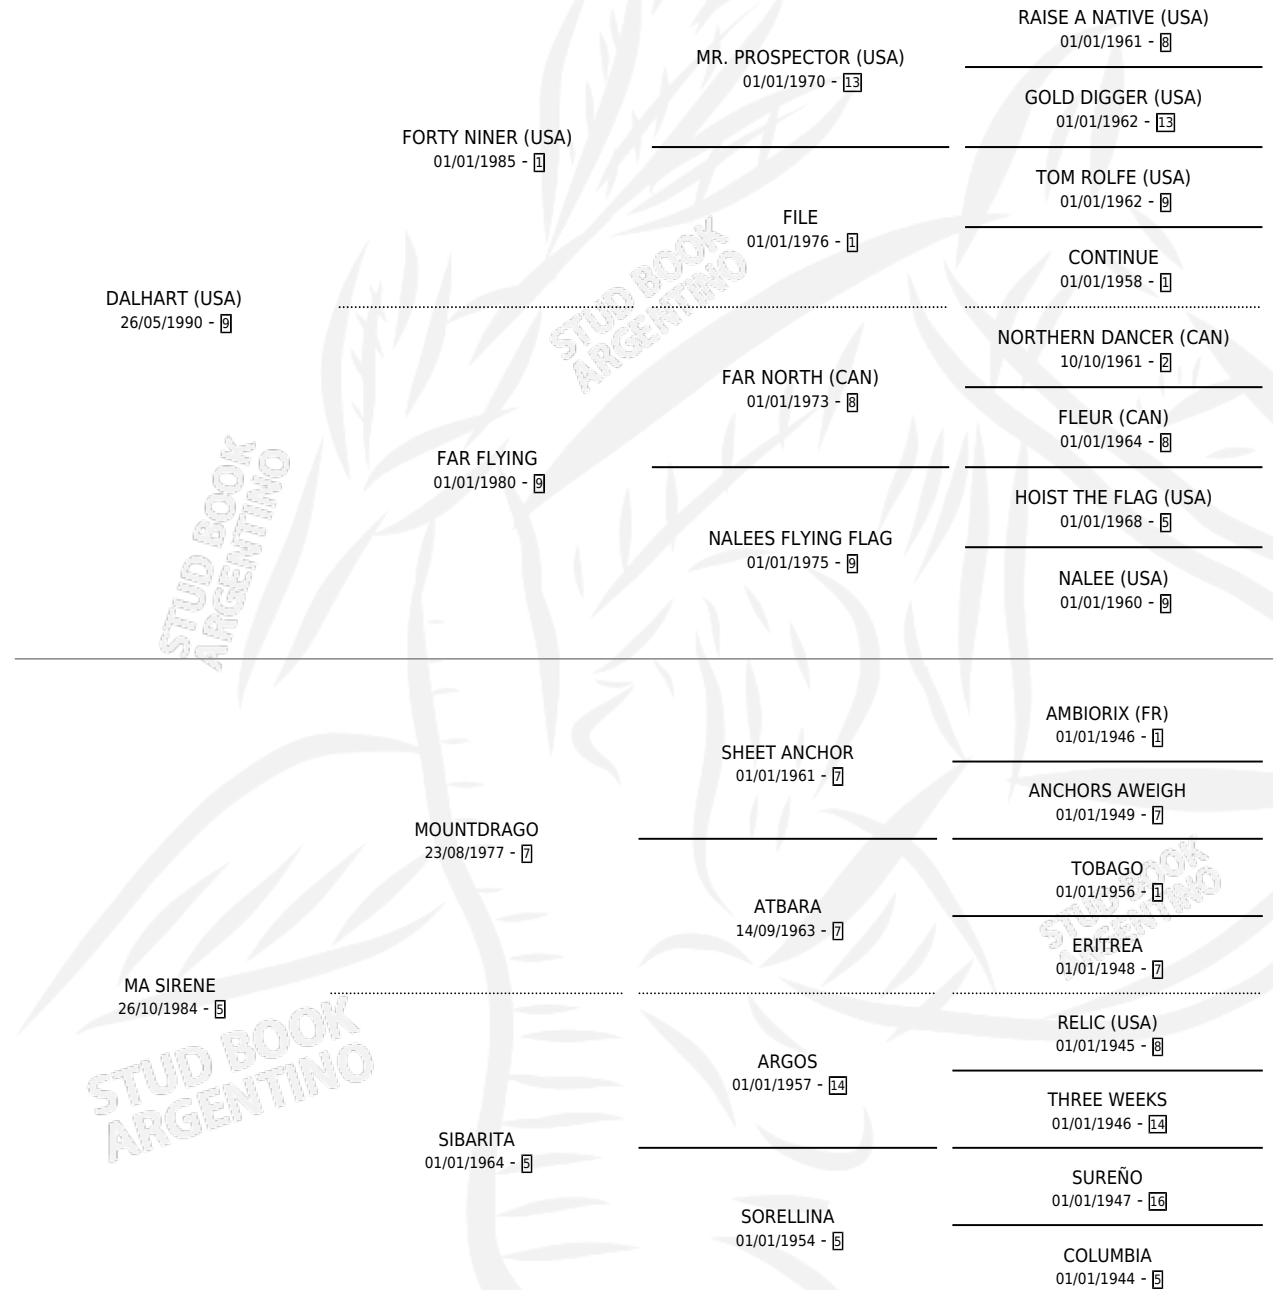 RAISE A NATIVE (USA)
01/01/1961 - 8
MR. PROSPECTOR (USA)
01/01/1970 - 13
GOLD DIGGER (USA)
01/01/1962 - 13
FORTY NINER (USA)
01/01/1985 - 1
TOM ROLFE (USA)
01/01/1962 - 9
FILE
01/01/1976 - 1
CONTINUE
01/01/1958 - 1
DALHART (USA)
26/05/1990 - 9
NORTHERN DANCER (CAN)
10/10/1961 - 2
FAR NORTH (CAN)
01/01/1973 - 8
FLEUR (CAN)
01/01/1964 - 8
FAR FLYING
01/01/1980 - 9
HOIST THE FLAG (USA)
01/01/1968 - 5
NALEES FLYING FLAG
01/01/1975 - 9
NALEE (USA)
01/01/1960 - 9
AMBIORIX (FR)
01/01/1946 - 1
SHEET ANCHOR
01/01/1961 - 7
ANCHORS AWEIGH
01/01/1949 - 7
MOUNTDRAGO
23/08/1977 - 7
TOBAGO
01/01/1956 - 1
ATBARA
14/09/1963 - 7
ERITREA
01/01/1948 - 7
MA SIRENE
26/10/1984 - 5
RELIC (USA)
01/01/1945 - 8
ARGOS
01/01/1957 - 14
THREE WEEKS
01/01/1946 - 14
SIBARITA
01/01/1964 - 5
SUREÑO
01/01/1947 - 16
SORELLINA
01/01/1954 - 5
COLUMBIA
01/01/1944 - 5
STUD BOOK
ARGENTINO
STUD BOOK
ARGENTINO
STUD BOOK
ARGENTINO
STUD BOOK
ARGENTINO